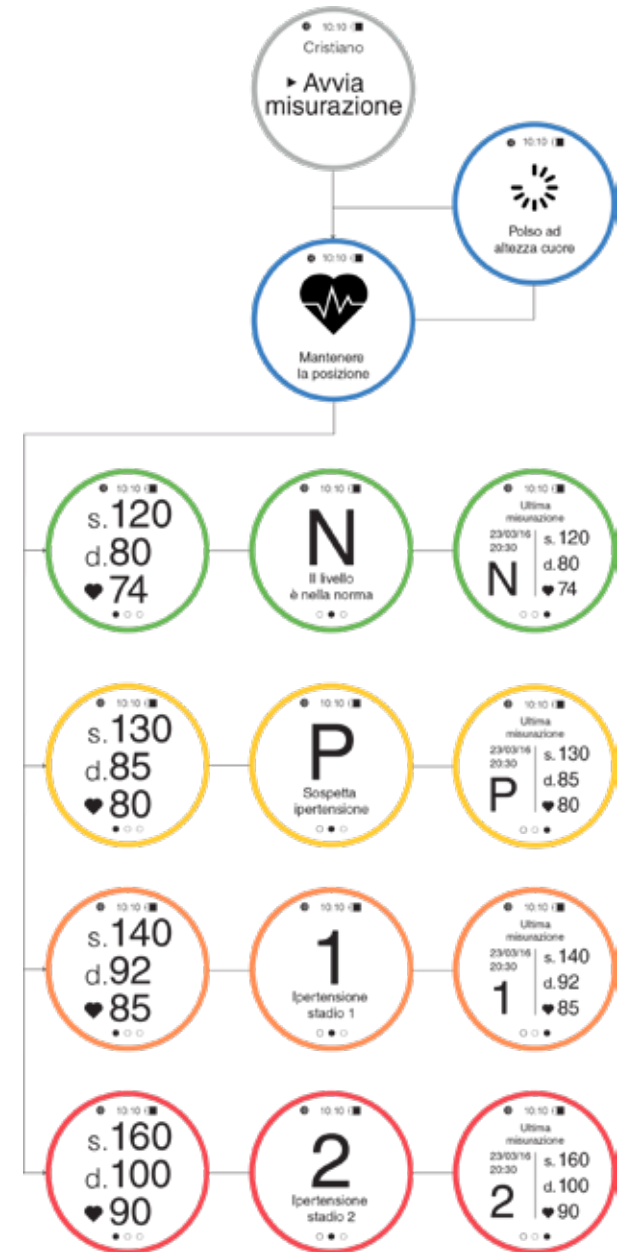 10:10
Cristiano
Avvia
misurazione
10:10
Polso ad
altezza cuore
10:10
Mantenere
la posizione
10:10
s.120
d.80
74
10:10
N
Il livello
è nella norma
10:10
Ultima
misurazione
23/03/16
20:30
N
s.120
d.80
74
10:10
s.130
d.85
80
10:10
P
Sospetta
ipertensione
10:10
Ultima
misurazione
23/03/16
20:30
P
s.130
d.85
80
10:10
s.140
d.92
85
10:10
1
Ipertensione
stadio 1
10:10
Ultima
misurazione
23/03/16
20:30
1
s.140
d.92
85
10:10
s.160
d.100
90
10:10
2
Ipertensione
stadio 2
10:10
Ultima
misurazione
23/03/16
20:30
2
s.160
d.100
90